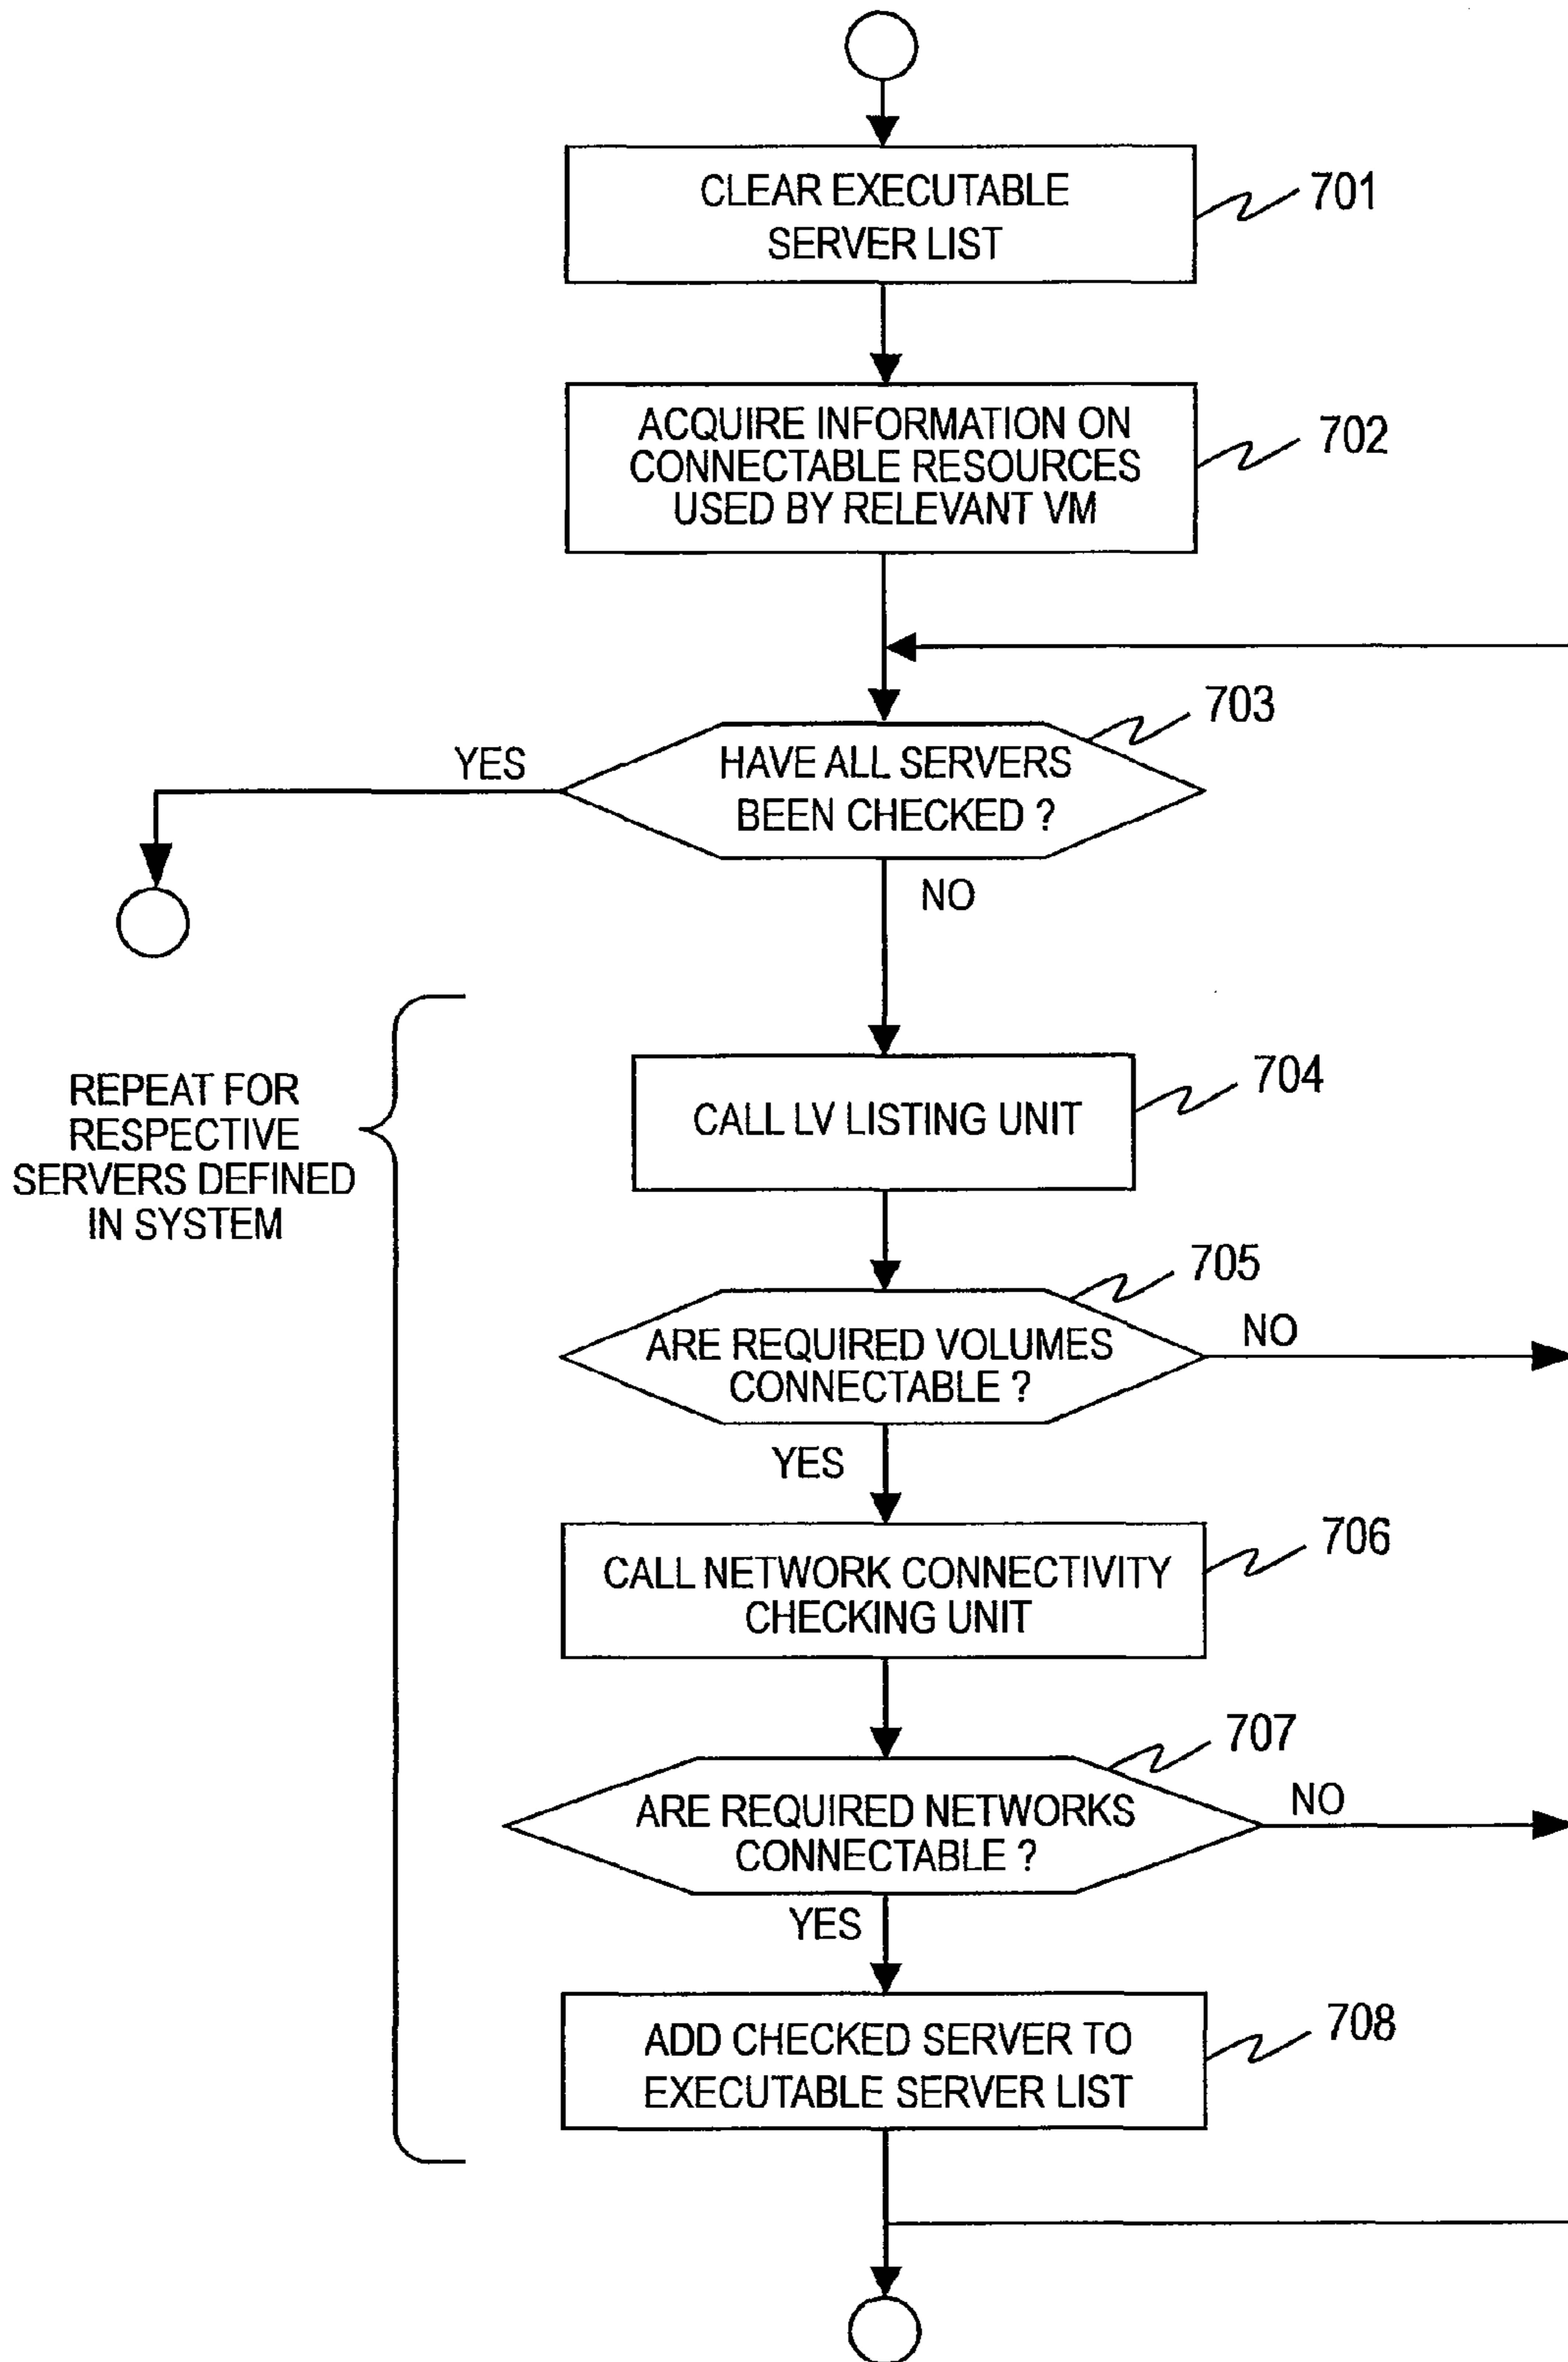 CLEAR EXECUTABLE
SERVER LIST
701
ACQUIRE INFORMATION ON
CONNECTABLE RESOURCES
USED BY RELEVANT VM
702
703
HAVE ALL SERVERS
BEEN CHECKED ?
YES
NO
REPEAT FOR
RESPECTIVE
SERVERS DEFINED
IN SYSTEM
CALL LV LISTING UNIT
704
705
ARE REQUIRED VOLUMES
CONNECTABLE ?
NO
YES
CALL NETWORK CONNECTIVITY
CHECKING UNIT
706
707
ARE REQUIRED NETWORKS
CONNECTABLE ?
NO
YES
ADD CHECKED SERVER TO
EXECUTABLE SERVER LIST
708